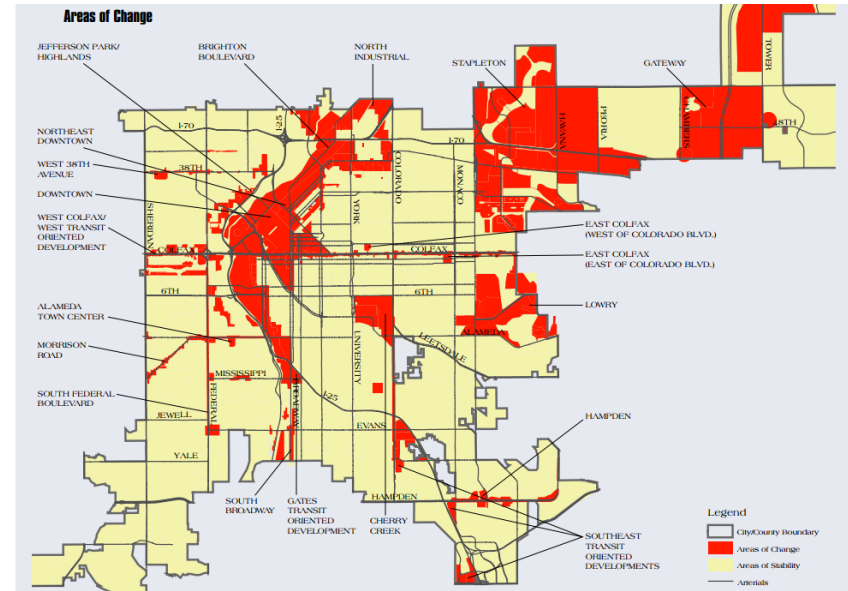 Areas of Change
JEFFERSON PARK/
HIGHLANDS
BRIGHTON
BOULEVARD
NORTH
INDUSTRIAL
STAPLETON
GATEWAY
TOWER
I-70
I-25
I-70
HAVANA
PEORIA
CHAMBERS
48TH
NORTHEAST
DOWNTOWN
WEST 38TH
AVENUE
38TH
COLORADO
MONACO
DOWNTOWN
YORK
WEST COLFAX/
WEST TRANSIT
ORIENTED
DEVELOPMENT
SHERIDAN
COLFAX
COLFAX
EAST COLFAX
(WEST OF COLORADO BLVD.)
EAST COLFAX
(EAST OF COLORADO BLVD.)
6TH
6TH
LOWRY
ALAMEDA
TOWN CENTER
ALAMEDA
LEETSDALE
UNIVERSITY
MORRISON
ROAD
MISSISSIPPI
FEDERAL
BROADWAY
I-25
SOUTH FEDERAL
BOULEVARD
JEWELL
EVANS
HAMPDEN
YALE
HAMPDEN
SOUTH
BROADWAY
GATES
TRANSIT
ORIENTED
DEVELOPMENT
CHERRY
CREEK
SOUTHEAST
TRANSIT
ORIENTED
DEVELOPMENTS
Legend
City/County Boundary
Areas of Change
Areas of Stability
Arterials